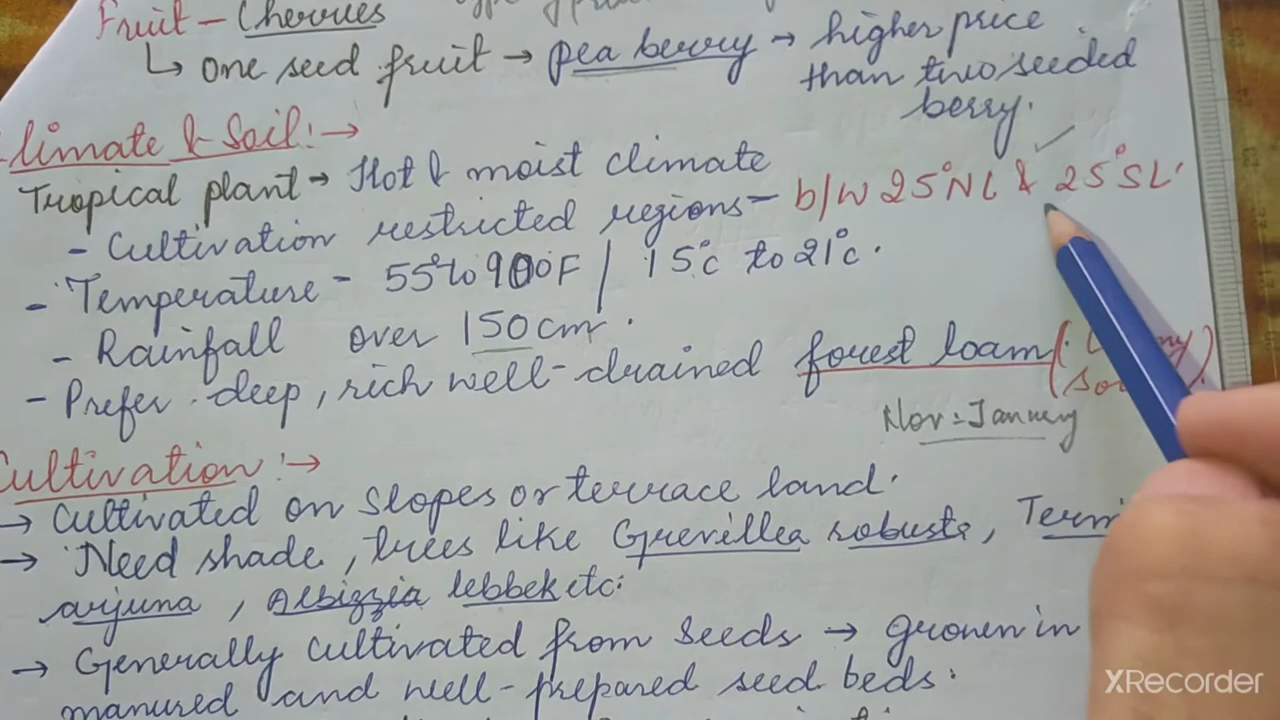 Fruit - Cherries
↳ one seed fruit → pea berry → higher price
than two seeded
berry.
Climate & Soil:→
Tropical plant → Hot & moist climate
- Cultivation restricted regions - b/w 25°NL & 25°SL.
- Temperature - 55° to 90°F / 15°c to 21°c.
- Rainfall over 150cm.
- Prefer deep, rich well-drained forest loam
Nov - January
Cultivation:→
→ Cultivated on slopes or terrace land.
→ Need shade, trees like Grevillea robusta,
arjuna, Albizzia lebbek etc.
→ Generally cultivated from seeds → grown in
manured and well-prepared seed beds.
XRecorder